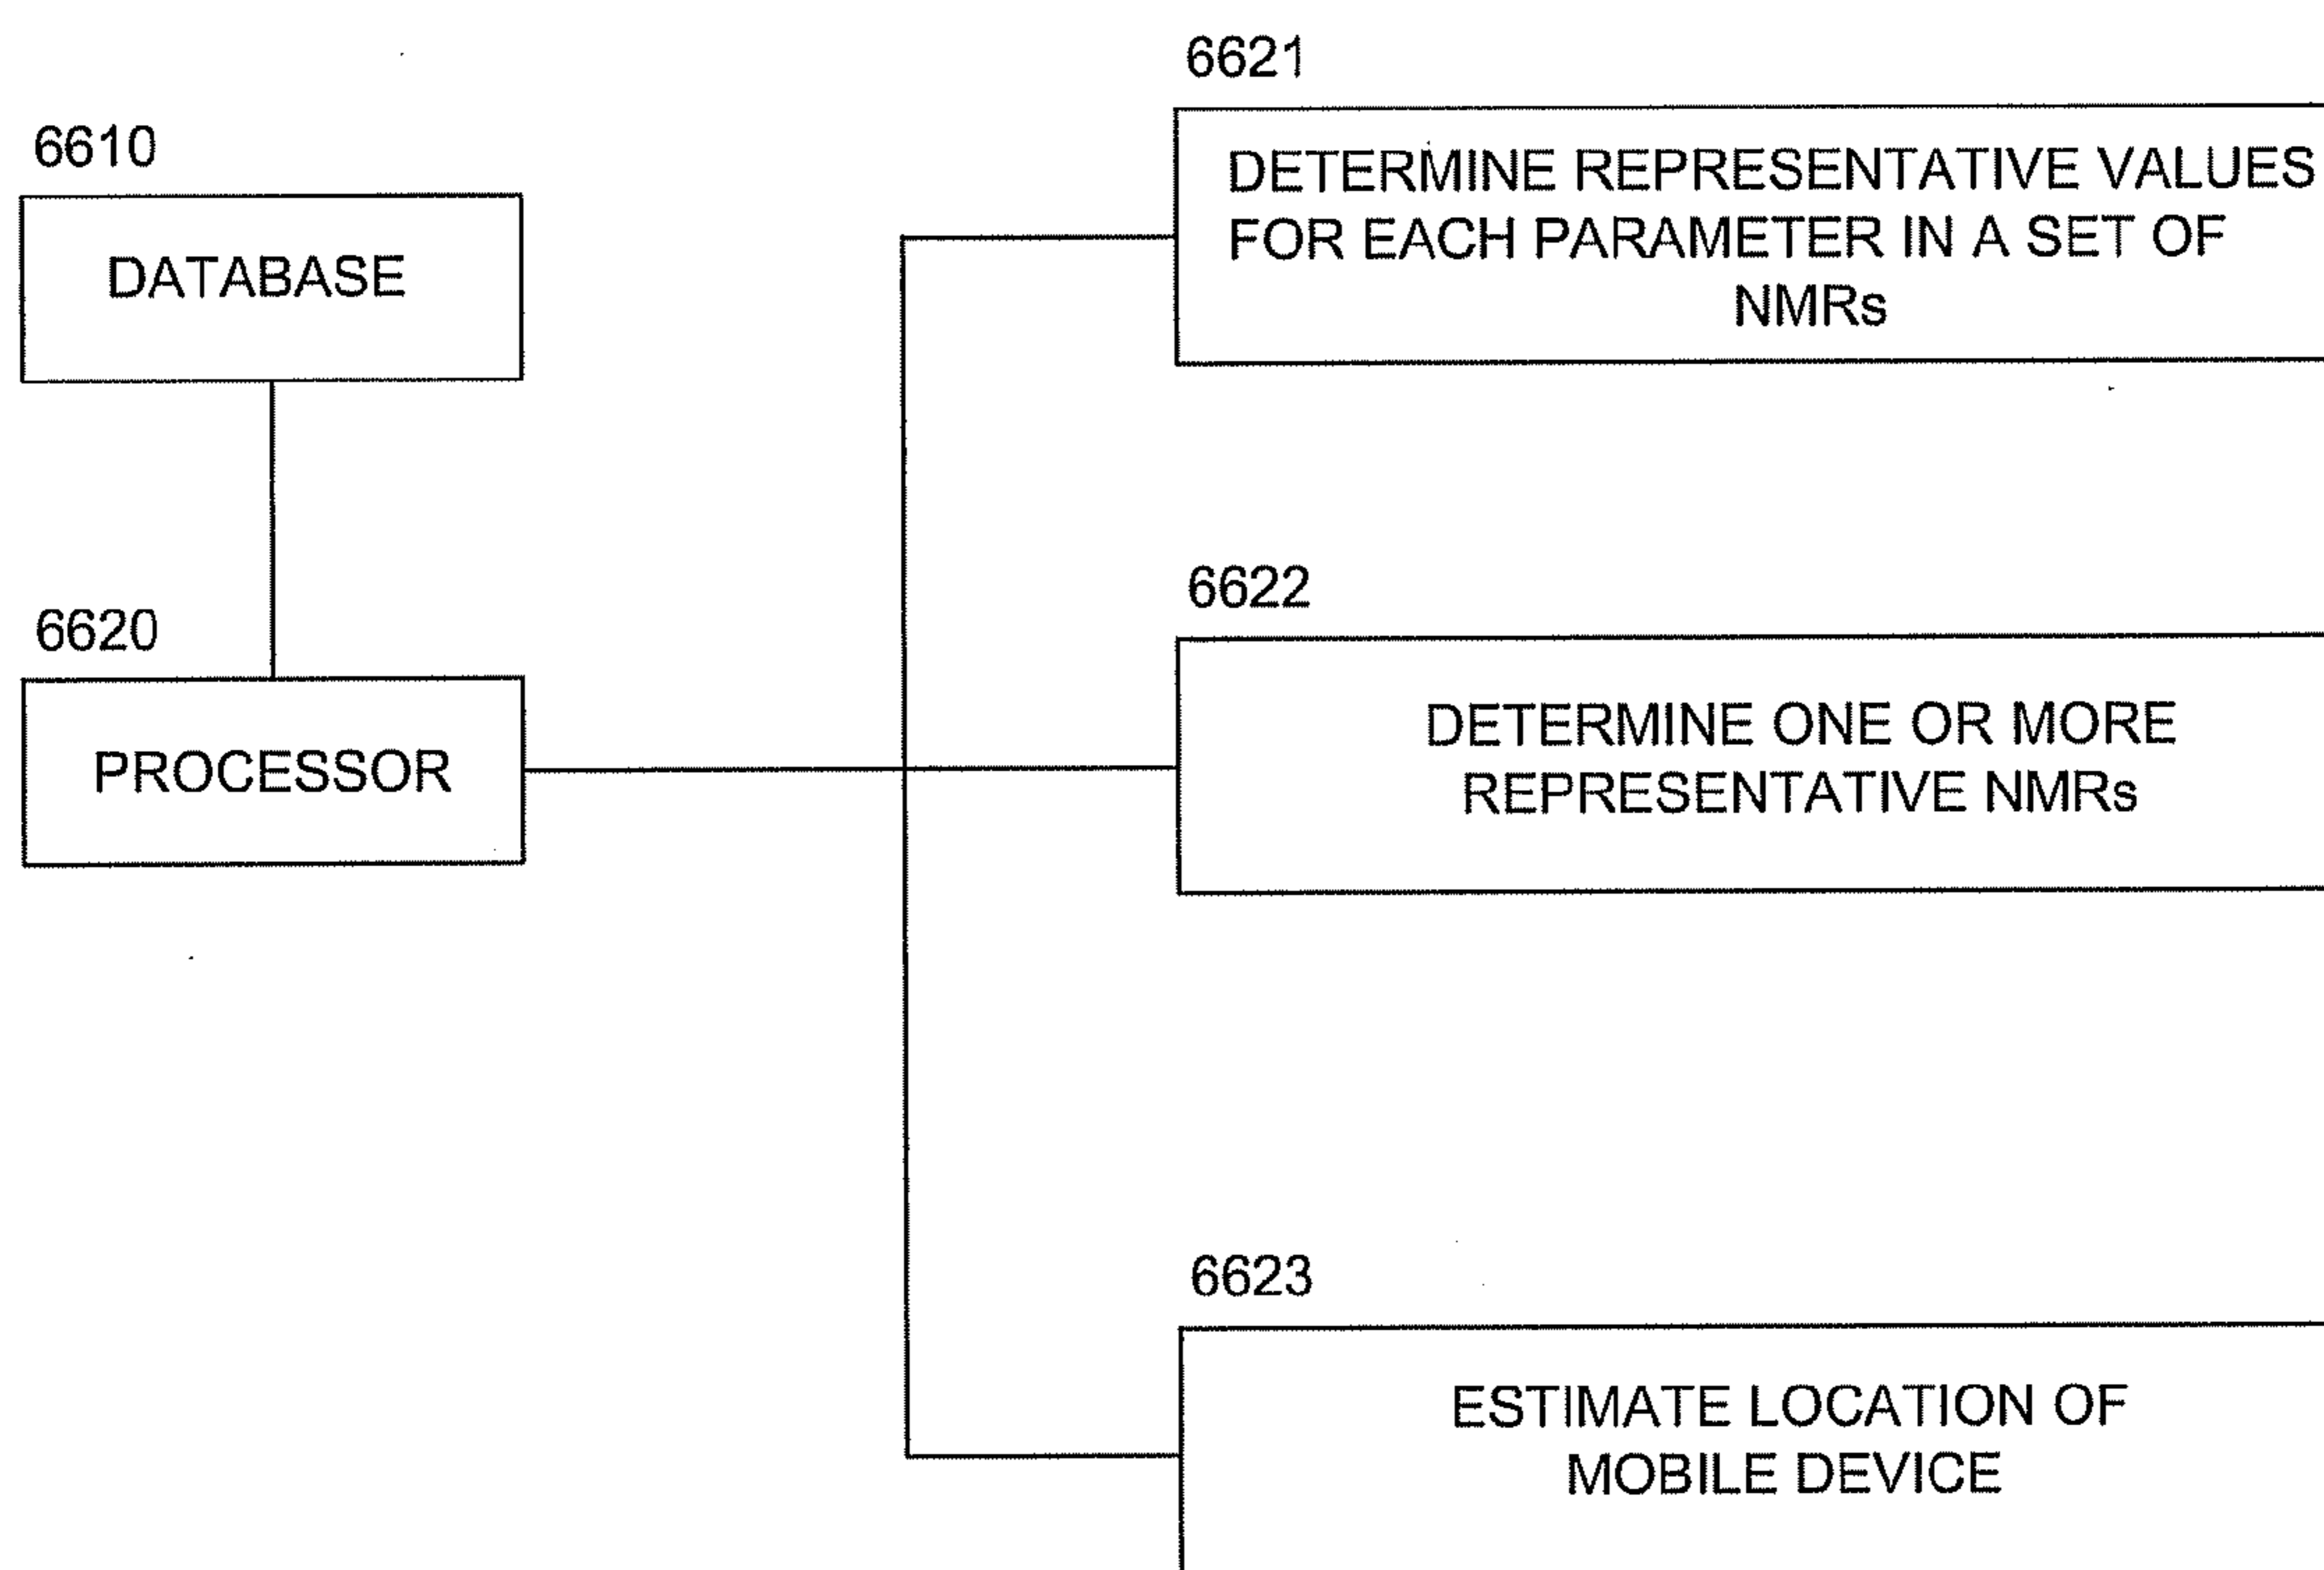 6621
DETERMINE REPRESENTATIVE VALUES
FOR EACH PARAMETER IN A SET OF
NMRs
6610
DATABASE
6622
DETERMINE ONE OR MORE
REPRESENTATIVE NMRs
6620
PROCESSOR
6623
ESTIMATE LOCATION OF
MOBILE DEVICE